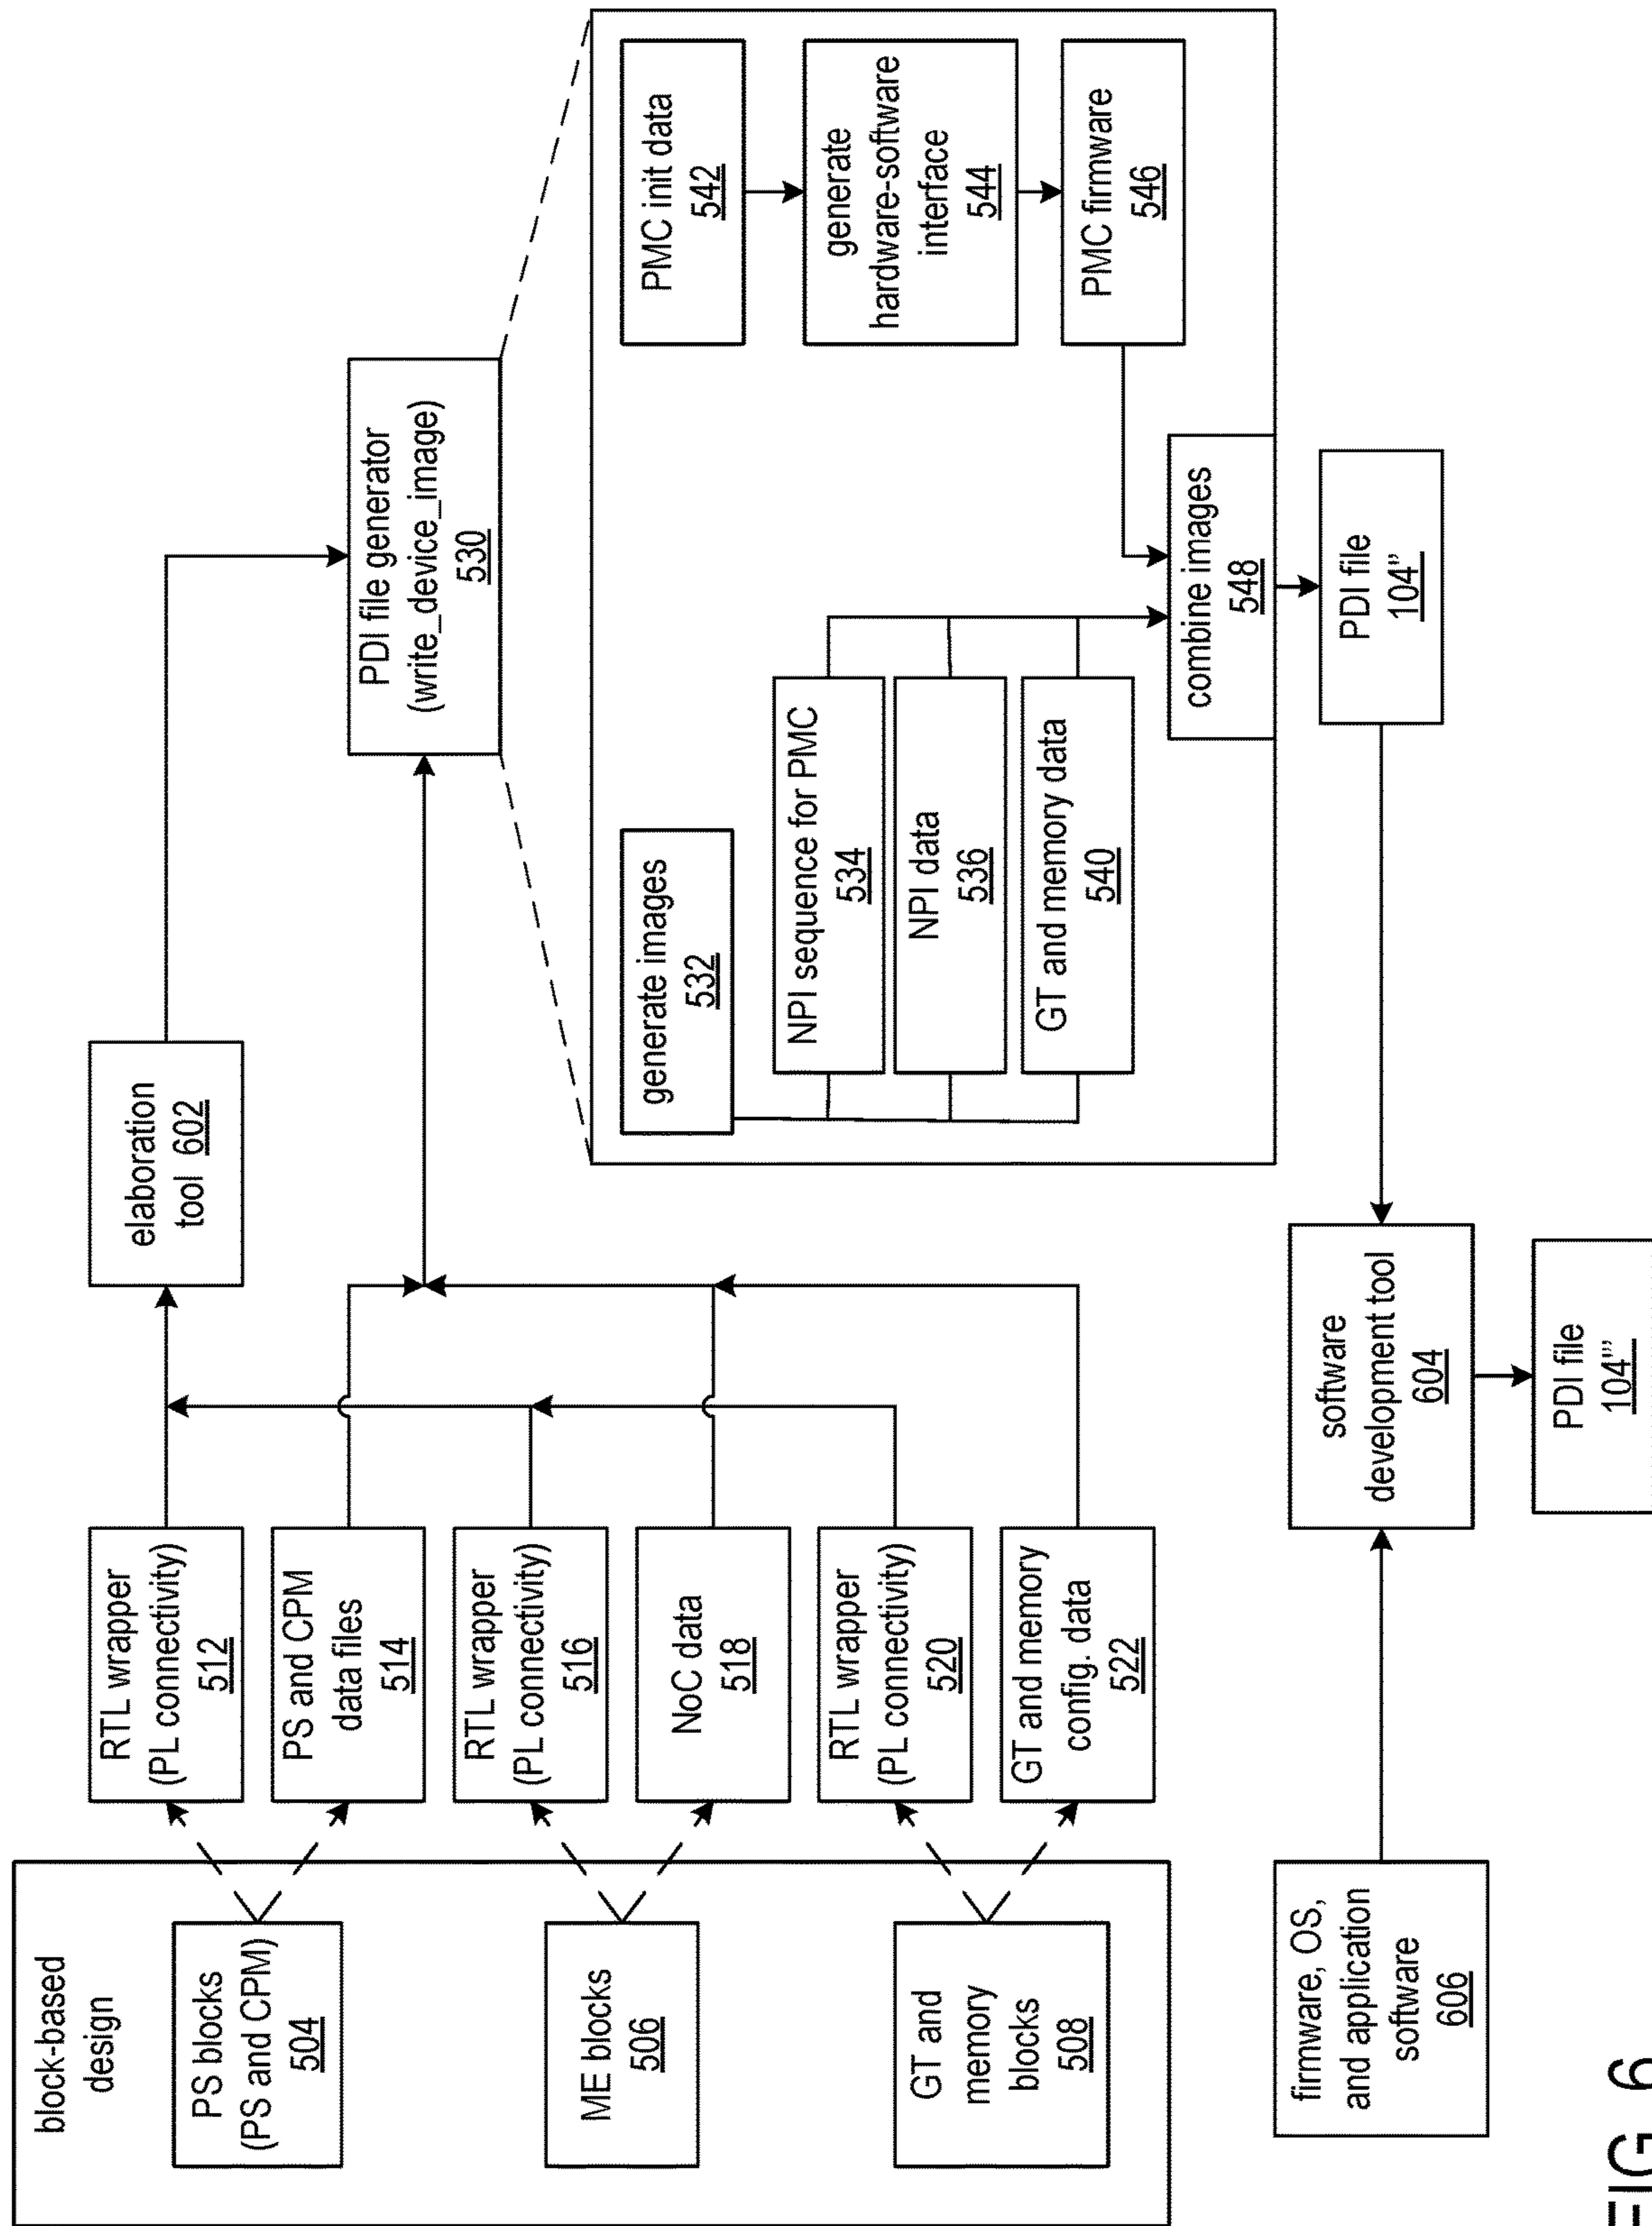 block-based
design
PS blocks
(PS and CPM)
504
ME blocks
506
GT and
memory
blocks
508
RTL wrapper
(PL connectivity)
512
PS and CPM
data files
514
RTL wrapper
(PL connectivity)
516
NoC data
518
RTL wrapper
(PL connectivity)
520
GT and memory
config. data
522
elaboration
tool 602
PDI file generator
(write_device_image)
530
generate images
532
NPI sequence for PMC
534
NPI data
536
GT and memory data
540
PMC init data
542
generate
hardware-software
interface
544
PMC firmware
546
combine images
548
PDI file
104"
firmware, OS,
and application
software
606
software
development tool
604
PDI file
104"'
FIG. 6